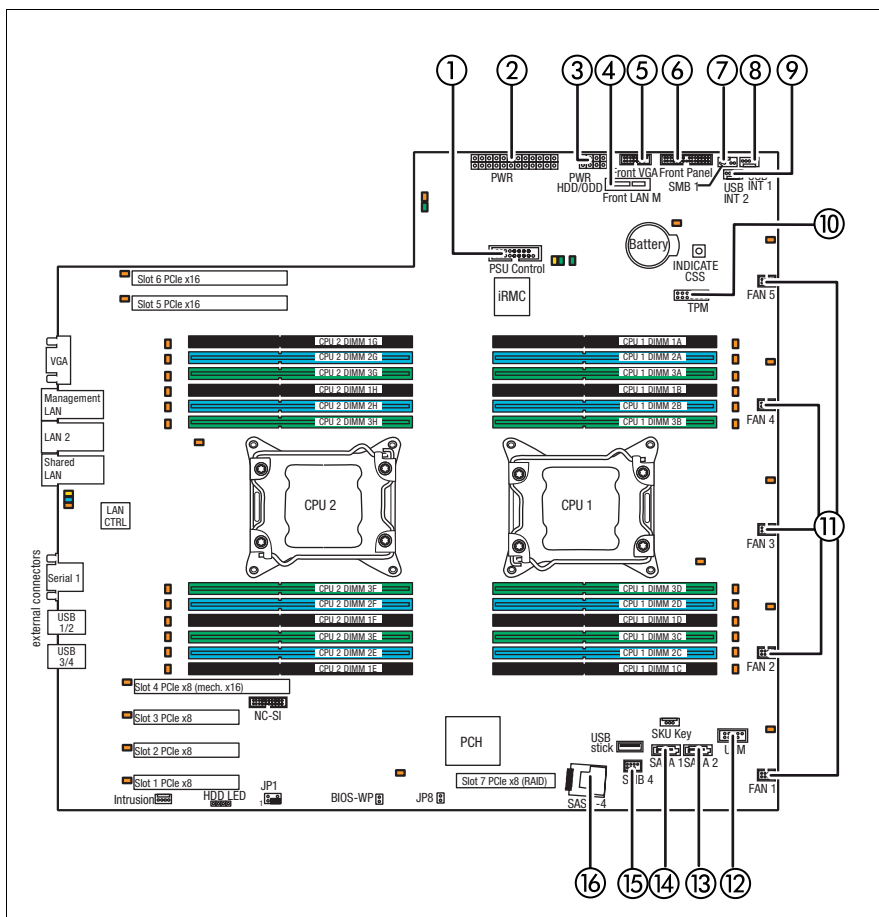 1 2 3 4 5 6 7 8 9
PWR
PWR HDD/ODD
Front VGA
Front Panel
SMB 1
Front LAN M
USB INT 2
USB INT 1
10
Battery
INDICATE CSS
PSU Control
iRMC
TPM
FAN 5
Slot 6 PCIe x16
Slot 5 PCIe x16
VGA
Management LAN
LAN 2
Shared LAN
LAN CTRL
external connectors
Serial 1
USB 1/2
USB 3/4
CPU 2 DIMM 1G
CPU 2 DIMM 2G
CPU 2 DIMM 3G
CPU 2 DIMM 1H
CPU 2 DIMM 2H
CPU 2 DIMM 3H
CPU 1 DIMM 1A
CPU 1 DIMM 2A
CPU 1 DIMM 3A
CPU 1 DIMM 1B
CPU 1 DIMM 2B
CPU 1 DIMM 3B
FAN 4
CPU 2
CPU 1
11
FAN 3
CPU 2 DIMM 3F
CPU 2 DIMM 2F
CPU 2 DIMM 1F
CPU 2 DIMM 3E
CPU 2 DIMM 2E
CPU 2 DIMM 1E
CPU 1 DIMM 3D
CPU 1 DIMM 2D
CPU 1 DIMM 1D
CPU 1 DIMM 3C
CPU 1 DIMM 2C
CPU 1 DIMM 1C
FAN 2
Slot 4 PCIe x8 (mech. x16)
NC-SI
Slot 3 PCIe x8
Slot 2 PCIe x8
Slot 1 PCIe x8
PCH
USB stick
SKU Key
SATA 1
SATA 2
Slot 7 PCIe x8 (RAID)
SMB 4
FAN 1
Intrusion
HDD LED
JP1
1
BIOS-WP
JP8
16 15 14 13 12